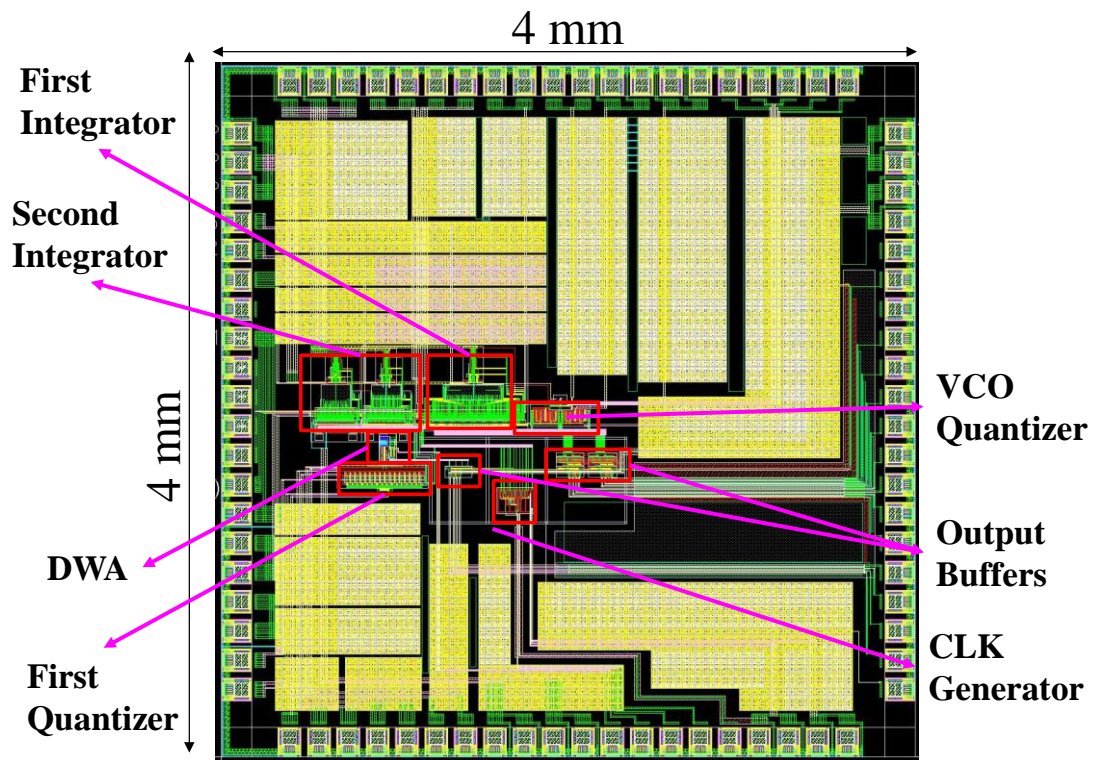 4 mm
First
Integrator
Second
Integrator
4 mm
VCO
Quantizer
DWA
Output
Buffers
First
Quantizer
CLK
Generator